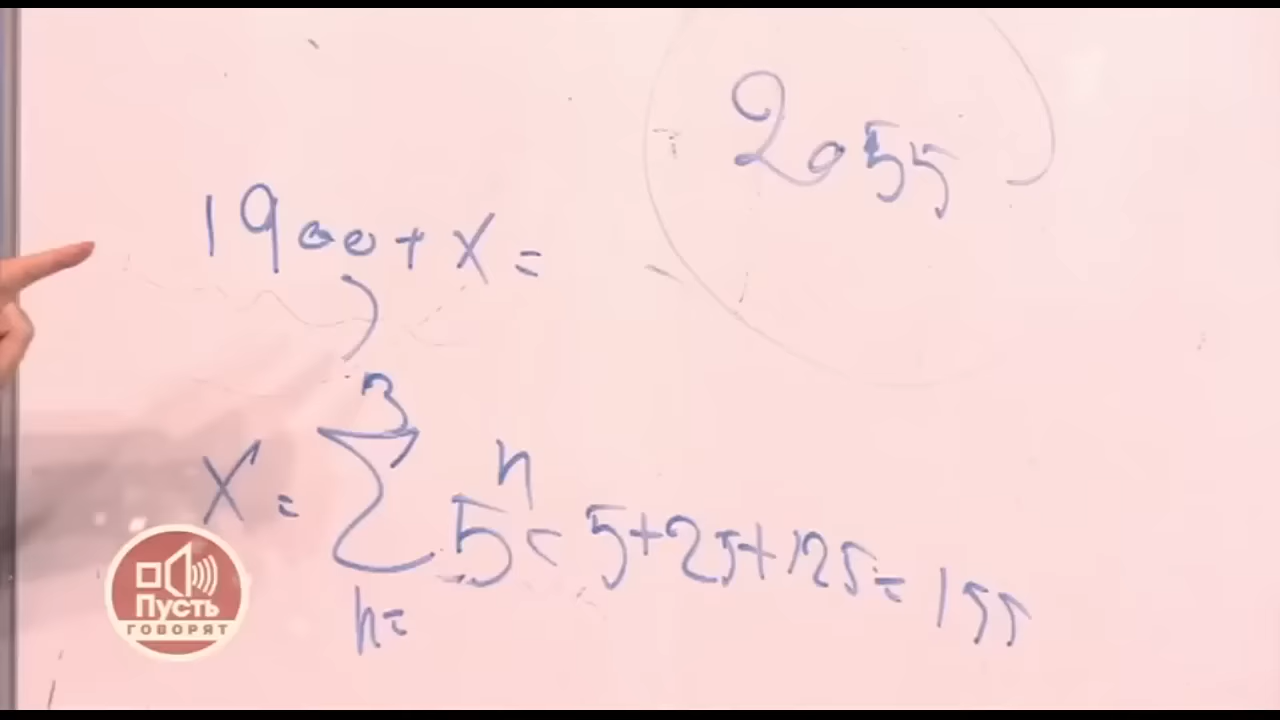 2055
1900 + X =
3
X = ∑ 5ⁿ = 5 + 25 + 125 = 155
n=
Пусть
ГОВОРЯТ